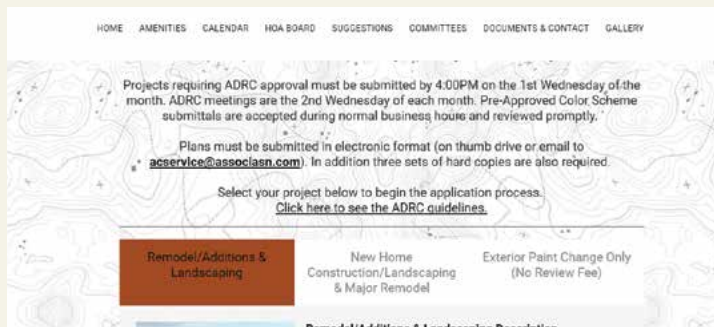 HOME AMENITIES CALENDAR HOA BOARD SUGGESTIONS COMMITTEES DOCUMENTS & CONTACT GALLERY
Projects requiring ADRC approval must be submitted by 4:00PM on the 1st Wednesday of the
month. ADRC meetings are the 2nd Wednesday of each month. Pre-Approved Color Scheme
submittals are accepted during normal business hours and reviewed promptly.
Plans must be submitted in electronic format (on thumb drive or email to
acservice@associasn.com). In addition three sets of hard copies are also required.
Select your project below to begin the application process.
Click here to see the ADRC guidelines.
Remodel/Additions &
Landscaping
New Home
Construction/Landscaping
& Major Remodel
Exterior Paint Change Only
(No Review Fee)
Remodel/Additions & Landscaping Description